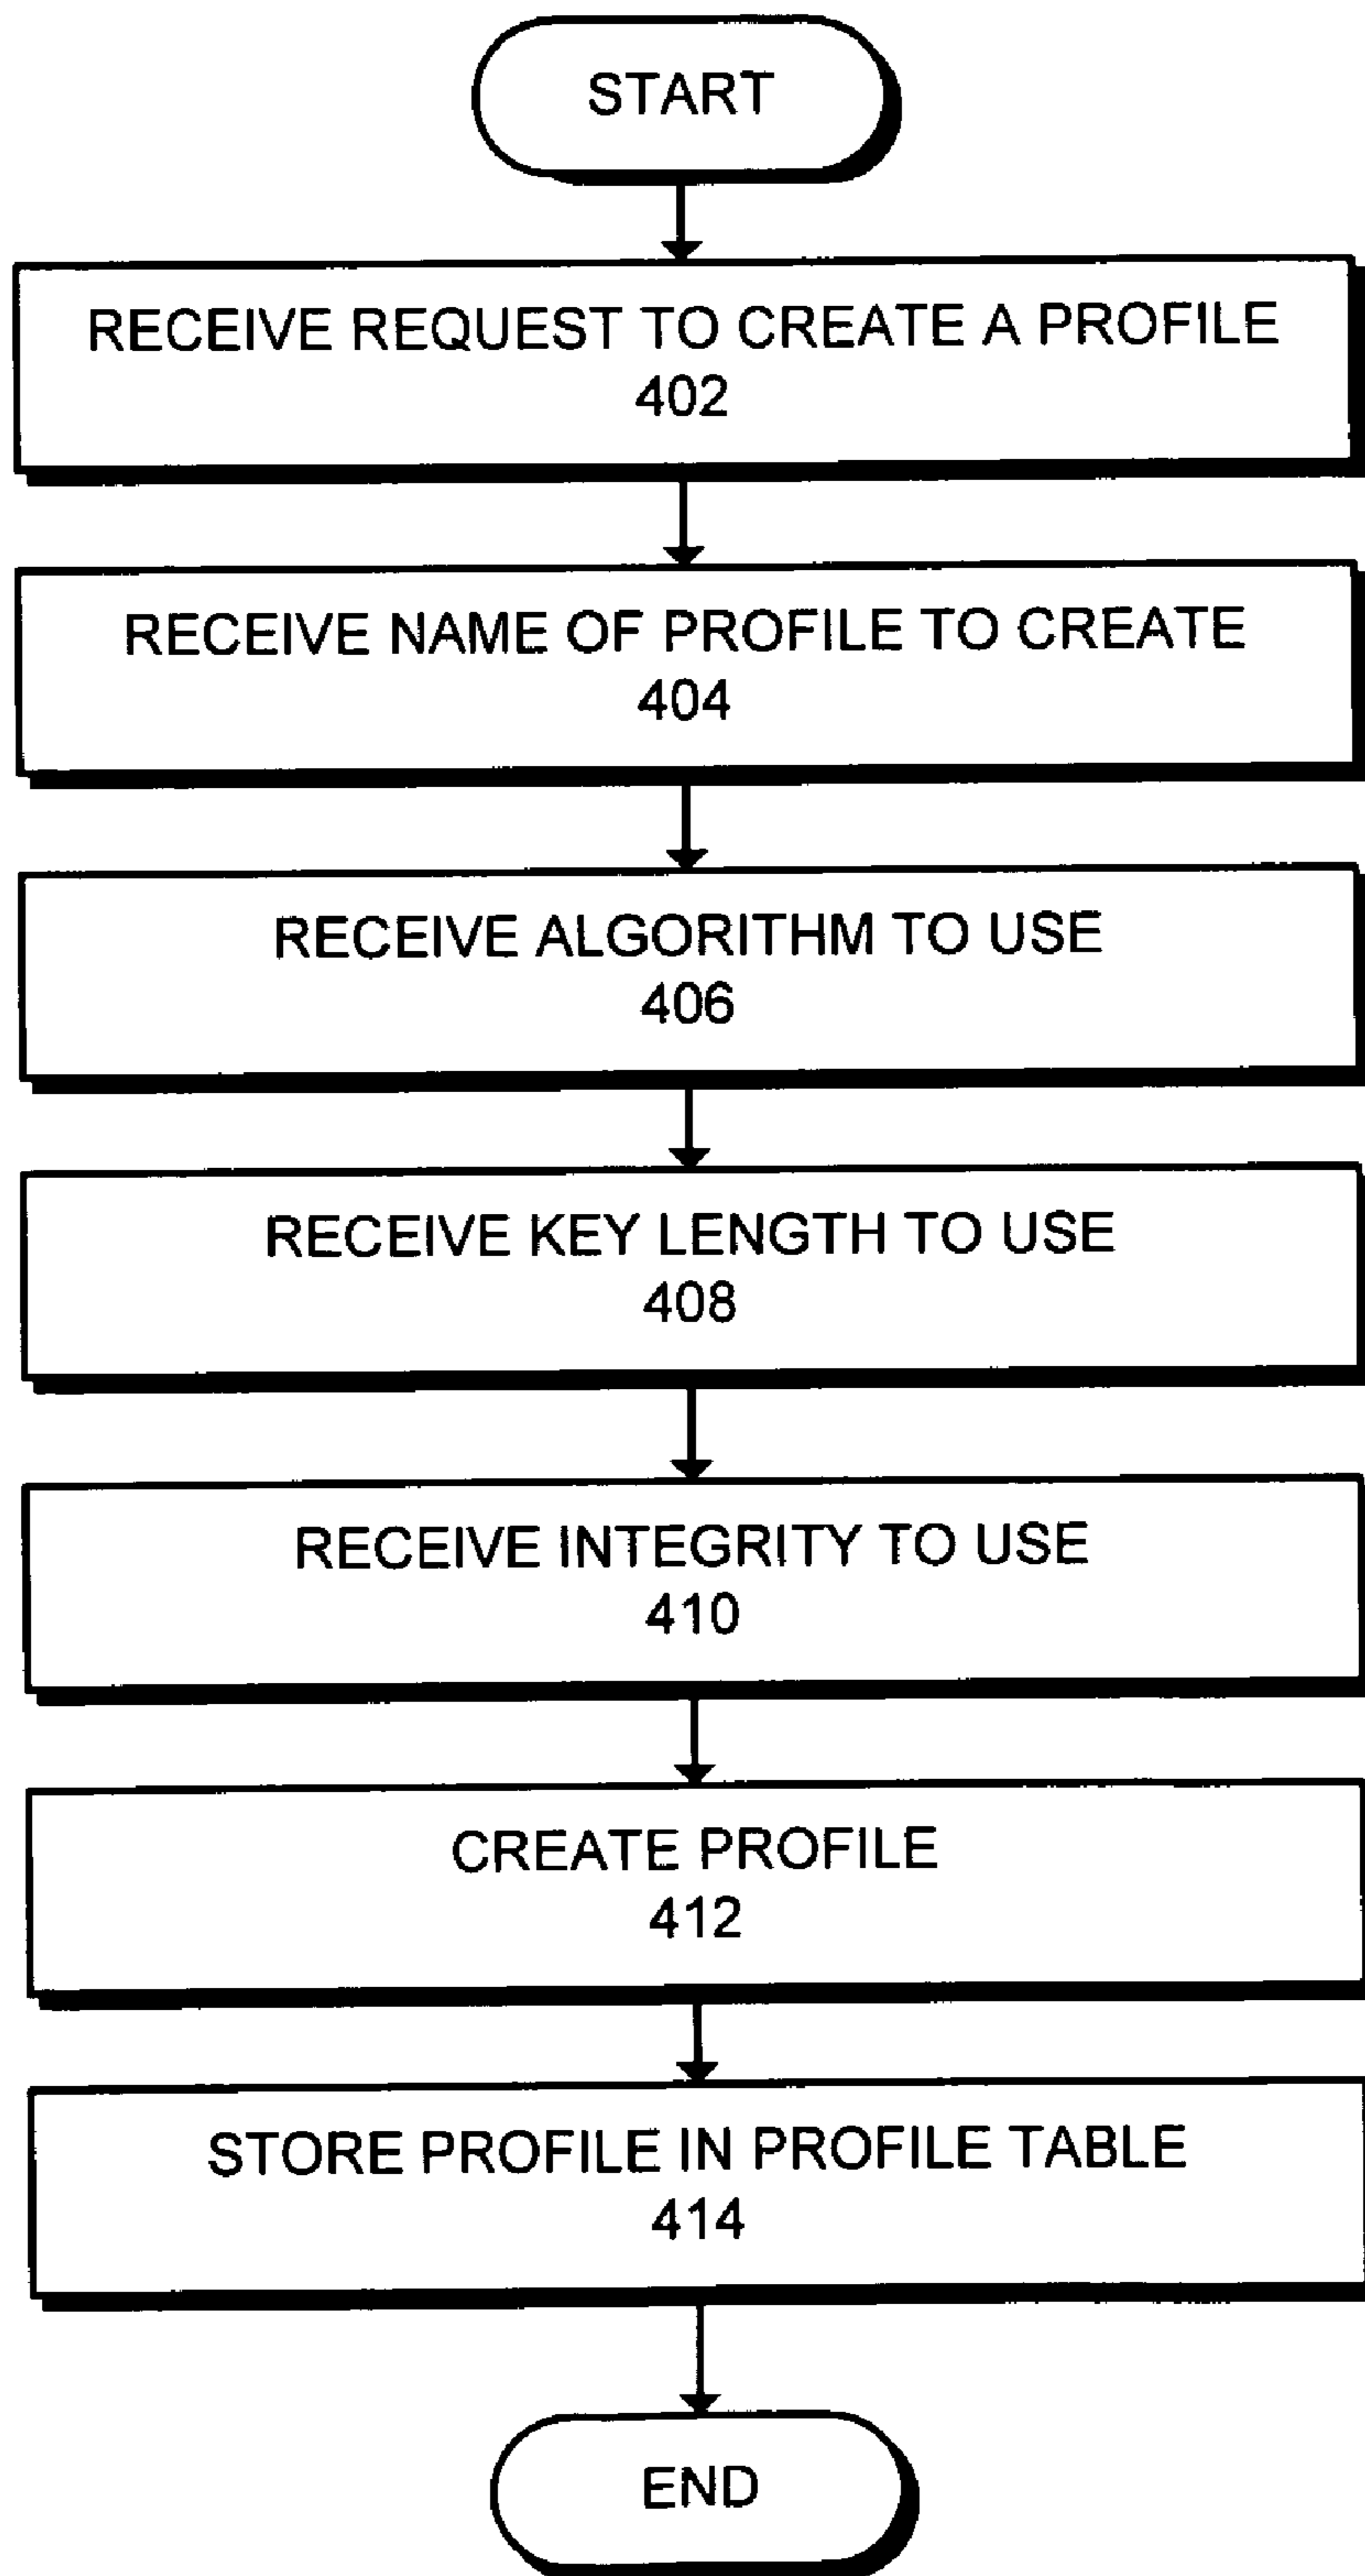 START
RECEIVE REQUEST TO CREATE A PROFILE
402
RECEIVE NAME OF PROFILE TO CREATE
404
RECEIVE ALGORITHM TO USE
406
RECEIVE KEY LENGTH TO USE
408
RECEIVE INTEGRITY TO USE
410
CREATE PROFILE
412
STORE PROFILE IN PROFILE TABLE
414
END